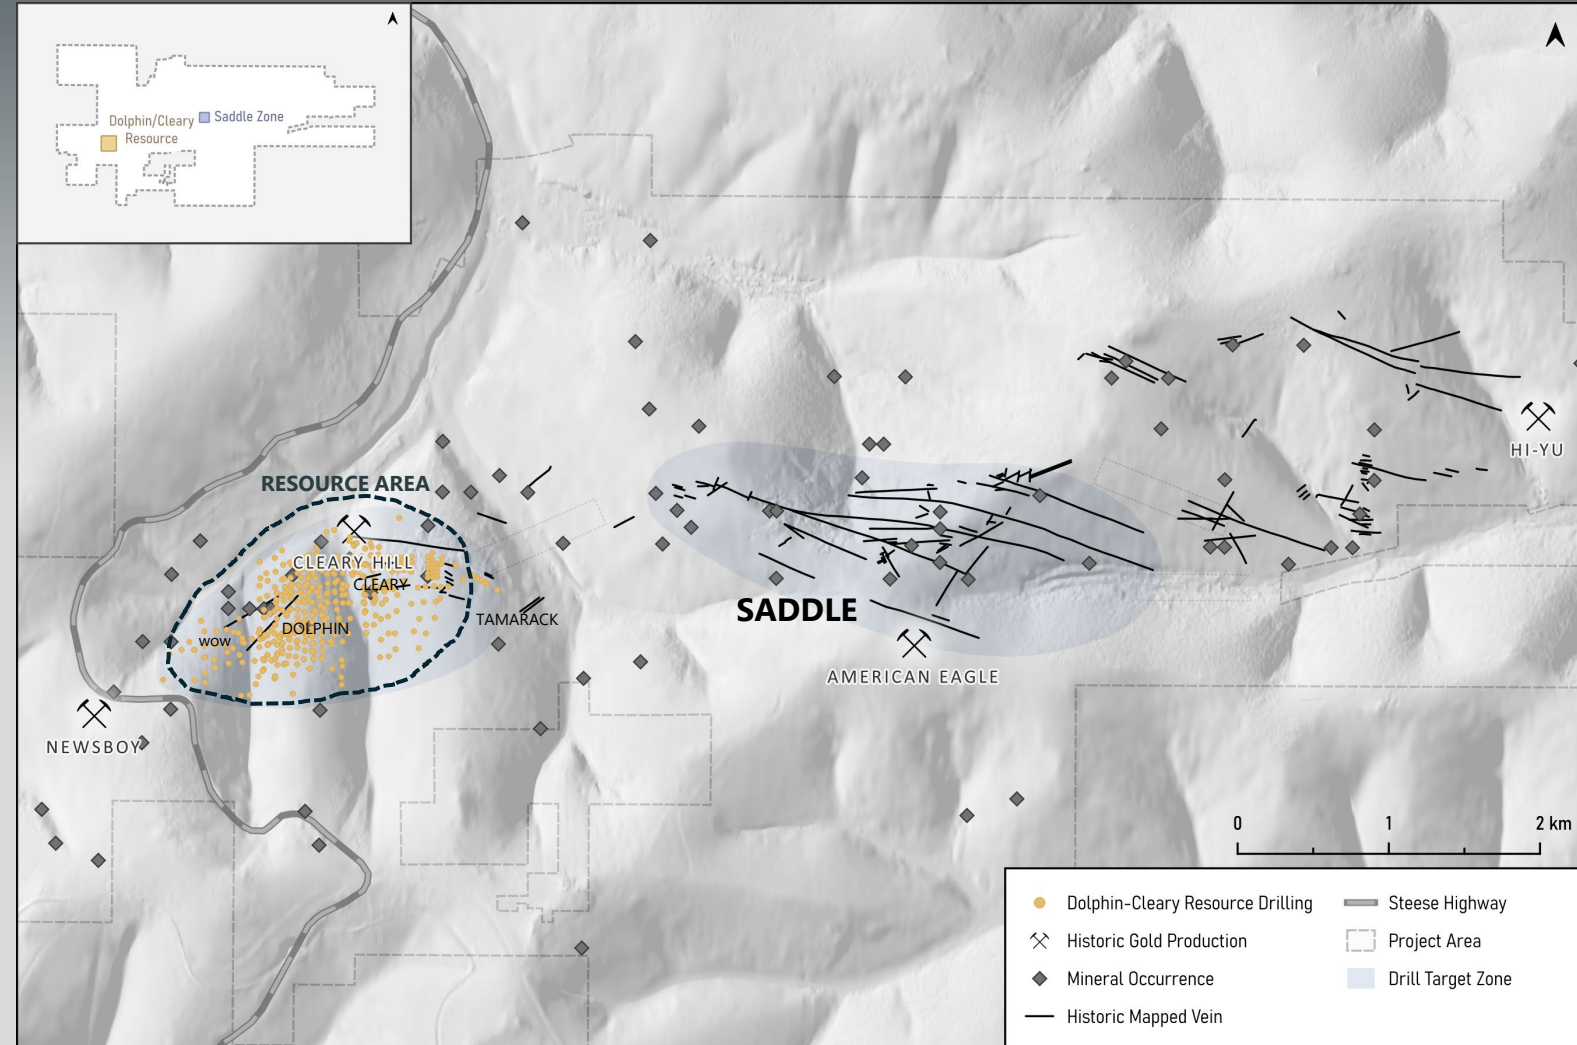 Dolphin/Cleary
Resource
Saddle Zone
RESOURCE AREA
CLEARY HILL
CLEARY
DOLPHIN
wow
TAMARACK
NEWSBOY
SADDLE
AMERICAN EAGLE
HI-YU
0 1 2 km
Dolphin-Cleary Resource Drilling
Historic Gold Production
Mineral Occurrence
Historic Mapped Vein
Steese Highway
Project Area
Drill Target Zone